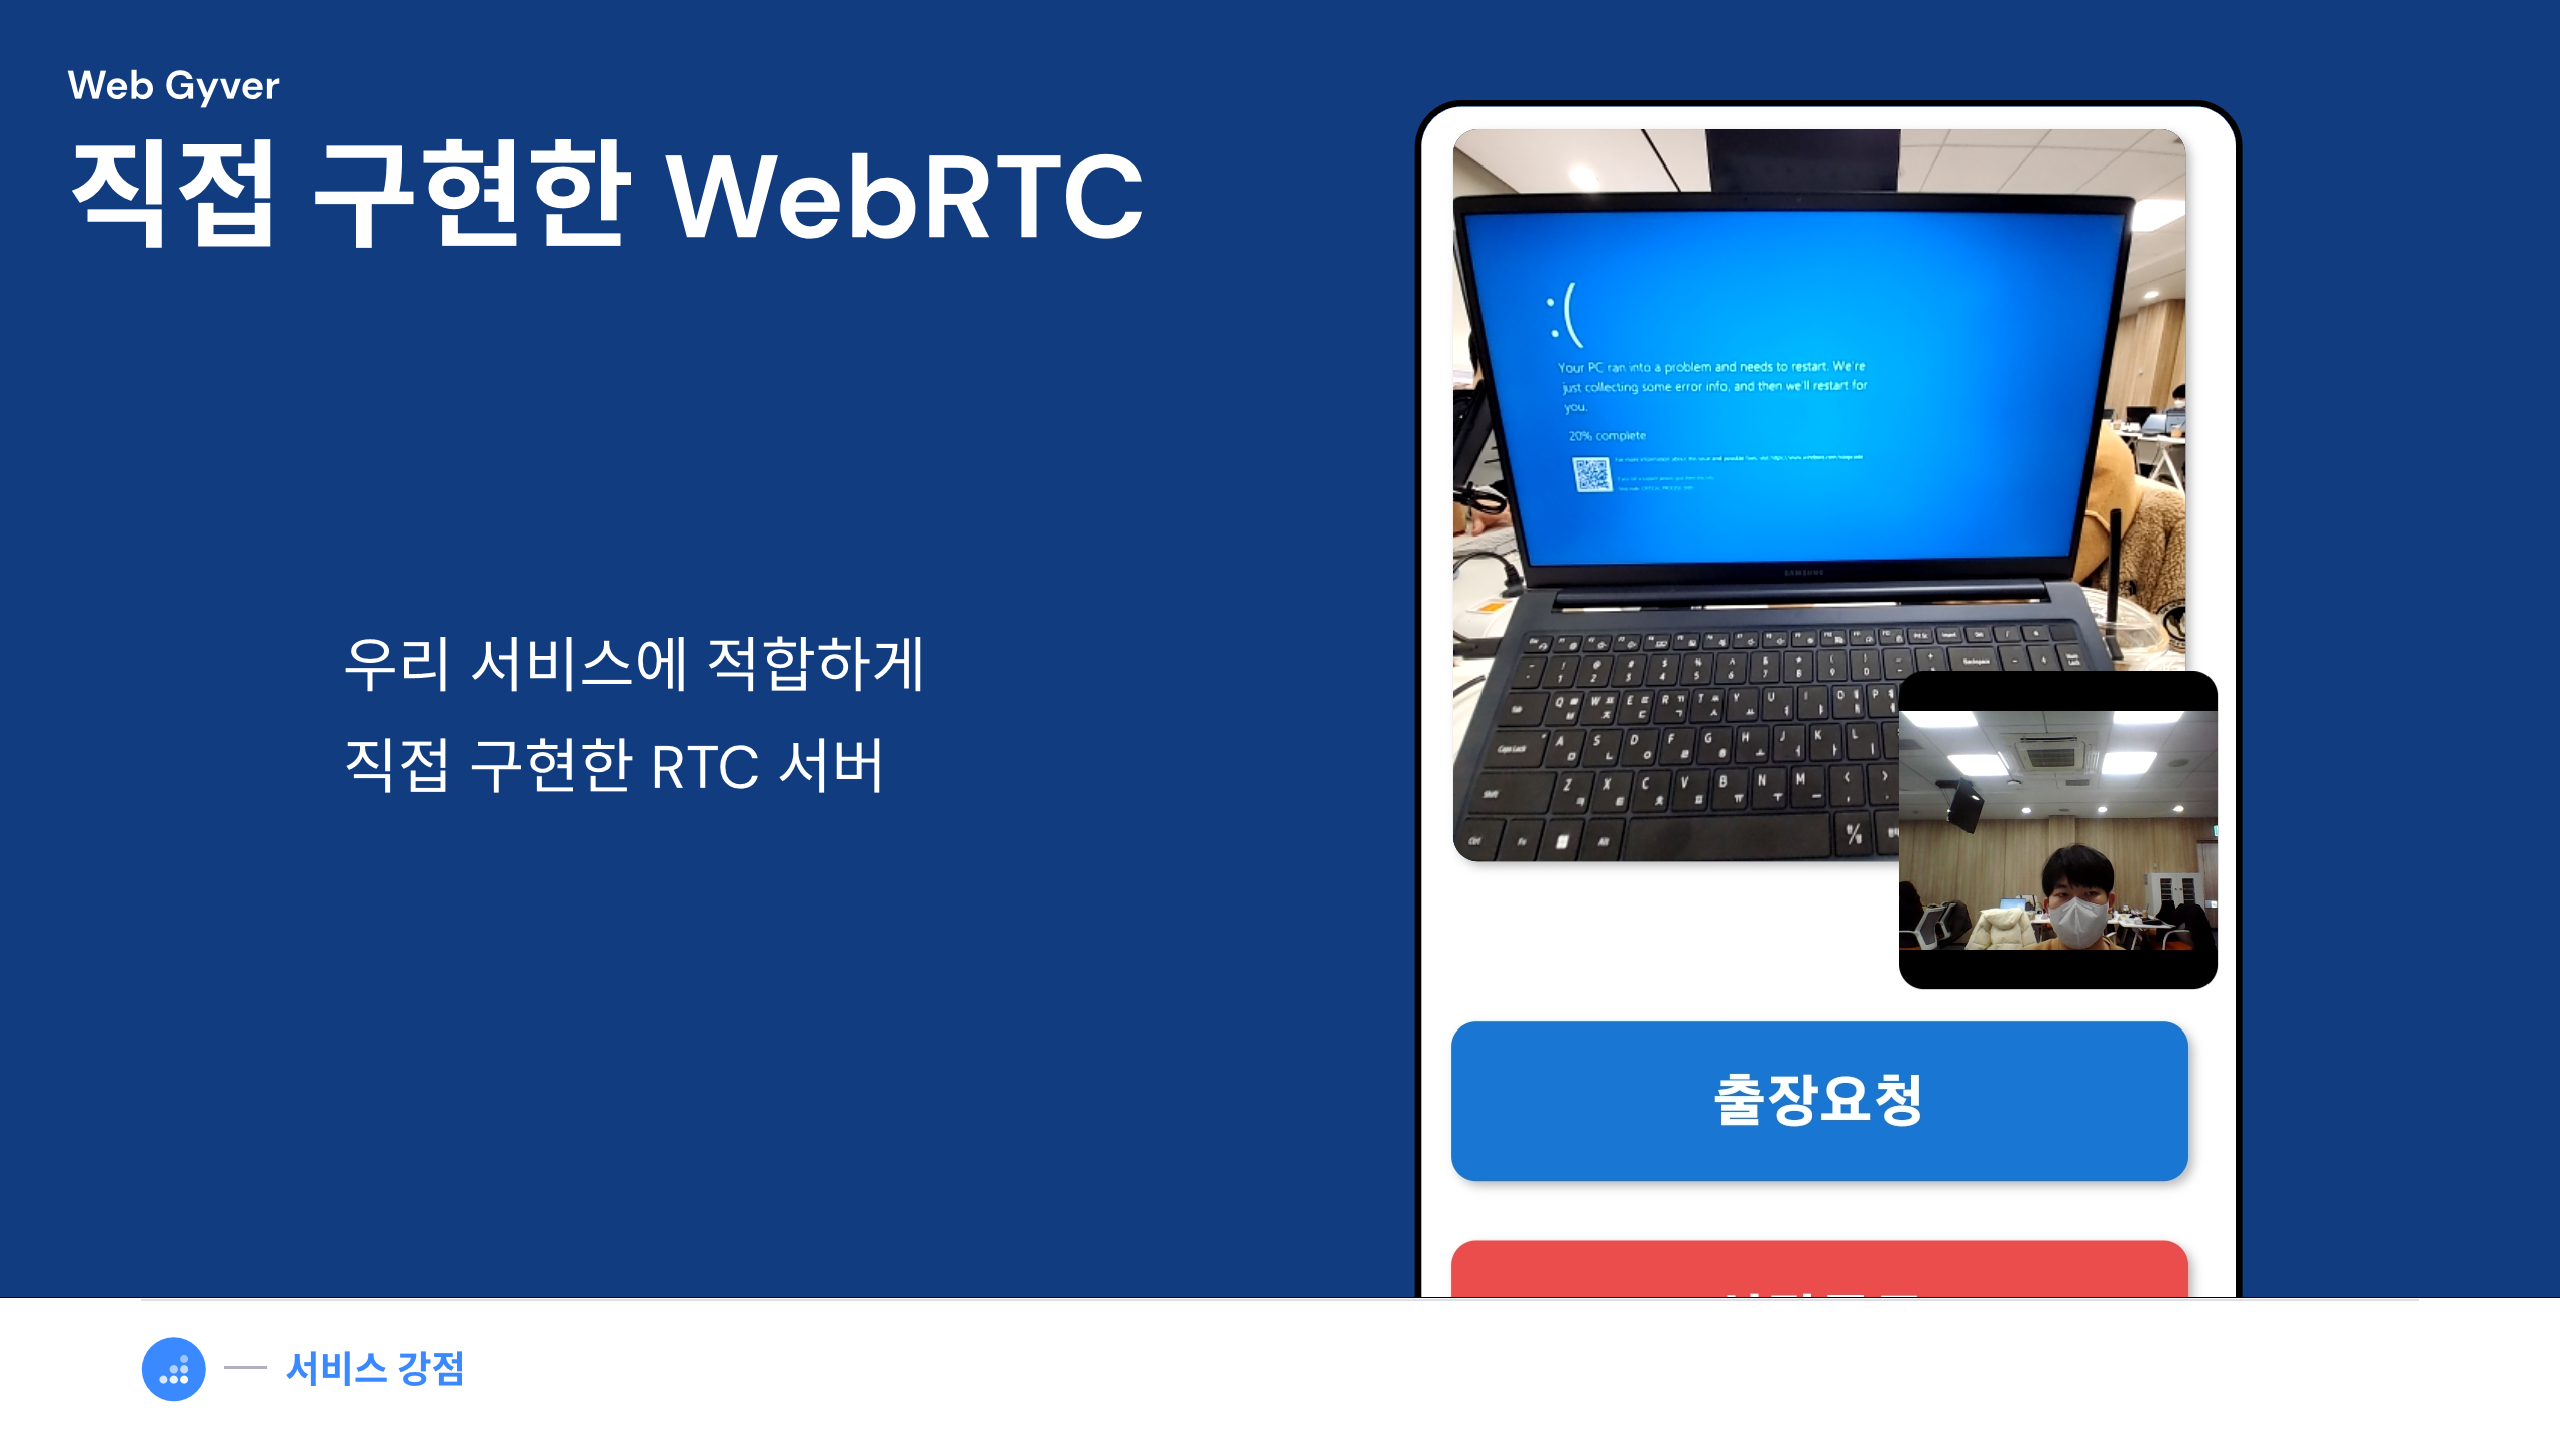 Web Gyver
직접 구현한 WebRTC
우리 서비스에 적합하게
직접 구현한 RTC 서버
:(
Your PC ran into a problem and needs to restart. We're
just collecting some error info, and then we'll restart for
you.
20% complete
SAMSUNG
출장요청
서비스 강점